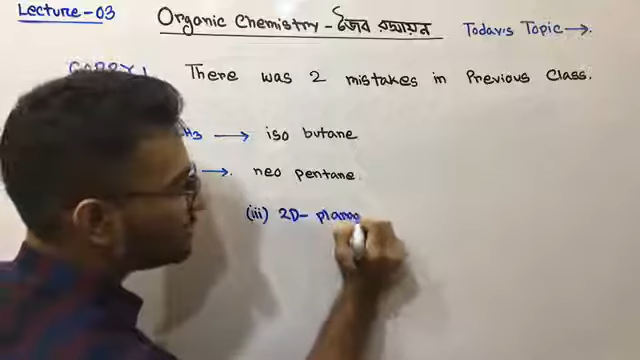 Lecture-03
Organic Chemistry - জৈব রসায়ন
Today's Topic →
There was 2 mistakes in Previous Class.
H3 → iso butane
→ neo pentane
(iii) 2D-